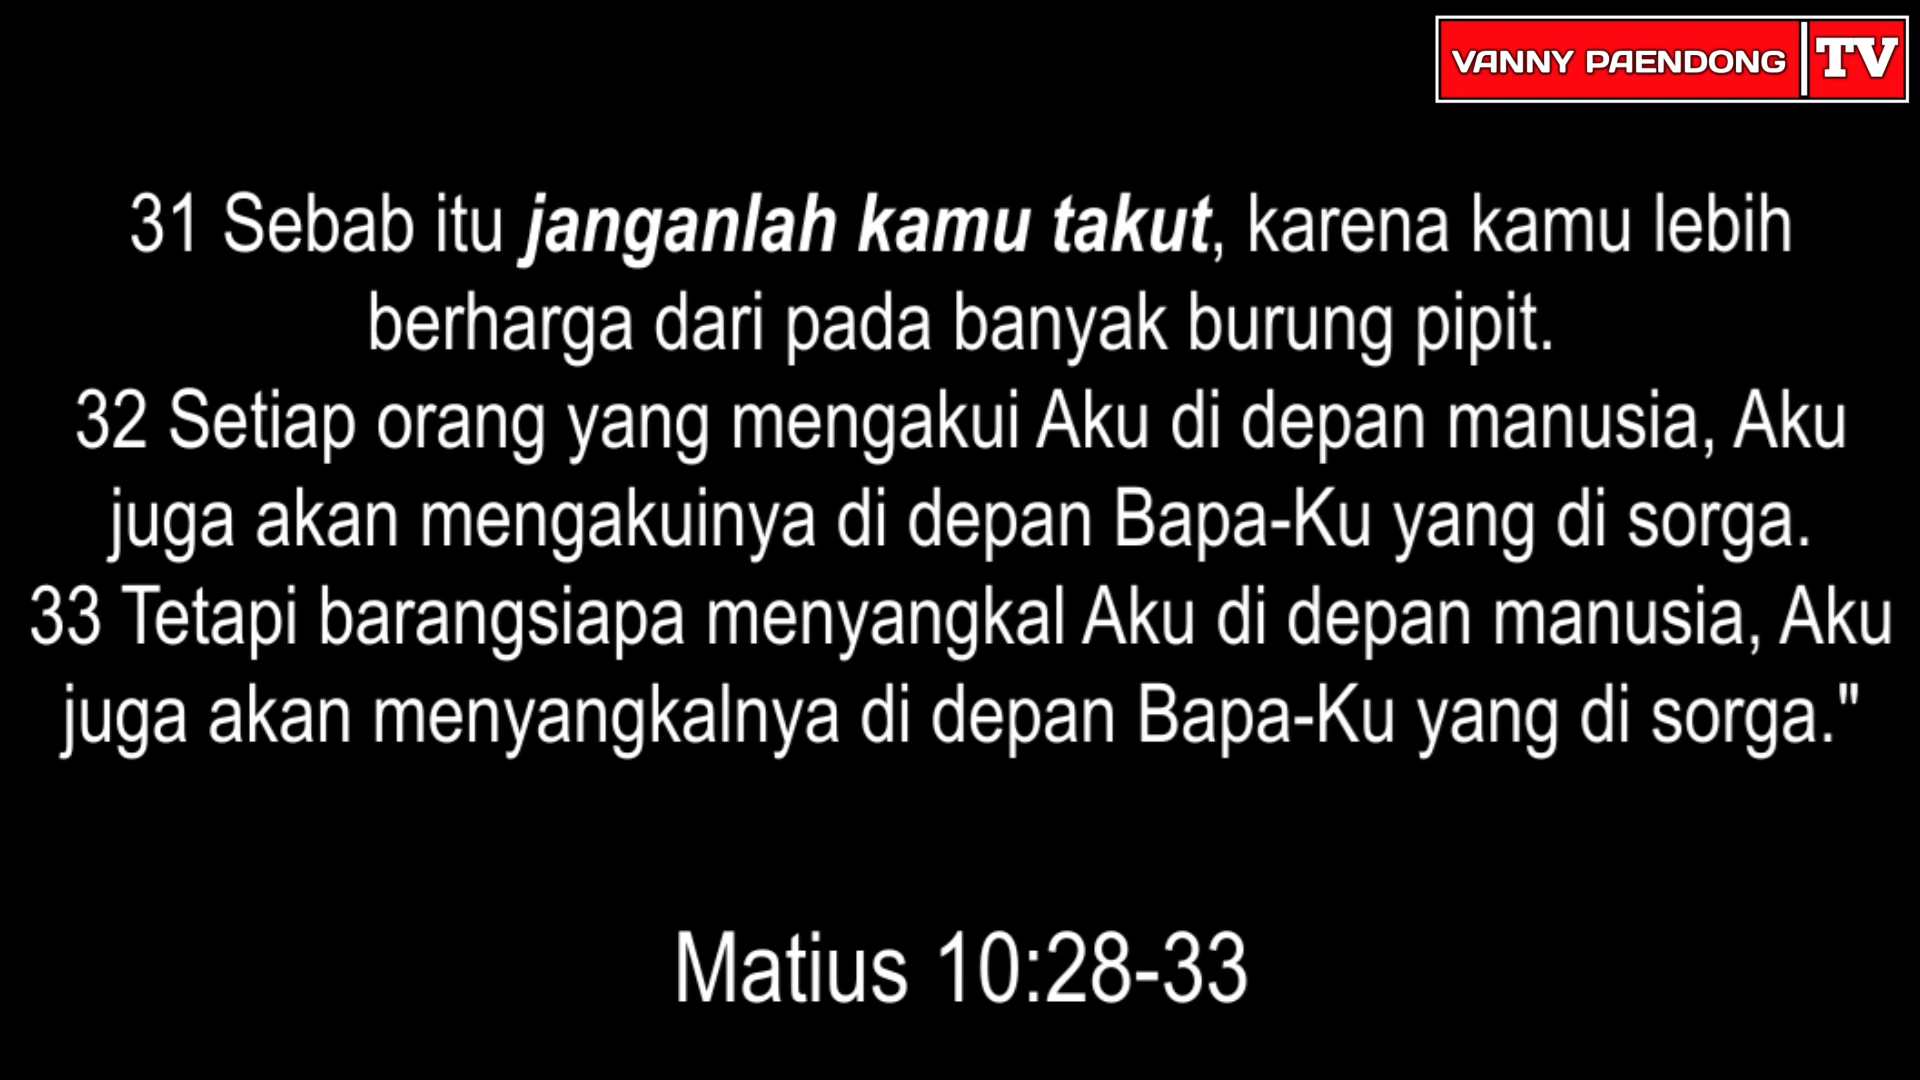 VANNY PAENDONG TV
31 Sebab itu janganlah kamu takut, karena kamu lebih
berharga dari pada banyak burung pipit.
32 Setiap orang yang mengakui Aku di depan manusia, Aku
juga akan mengakuinya di depan Bapa-Ku yang di sorga.
33 Tetapi barangsiapa menyangkal Aku di depan manusia, Aku
juga akan menyangkalnya di depan Bapa-Ku yang di sorga."
Matius 10:28-33